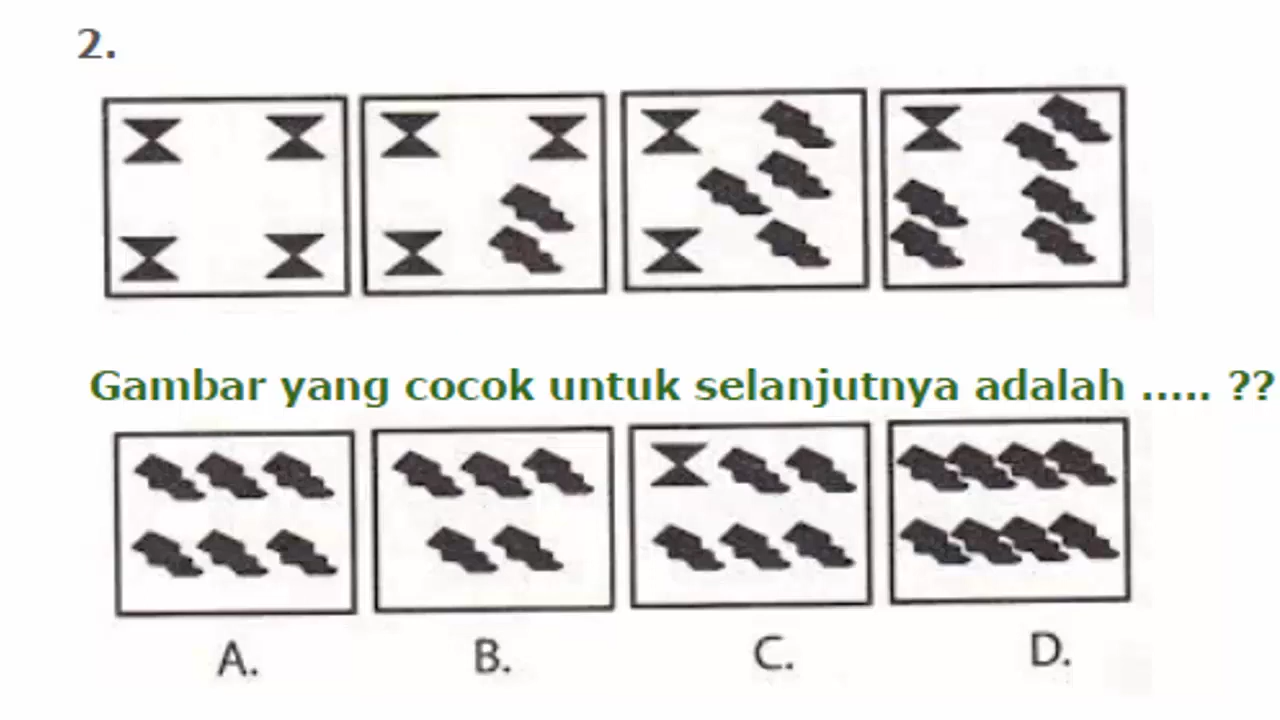 2.
Gambar yang cocok untuk selanjutnya adalah ..... ??
A.
B.
C.
D.